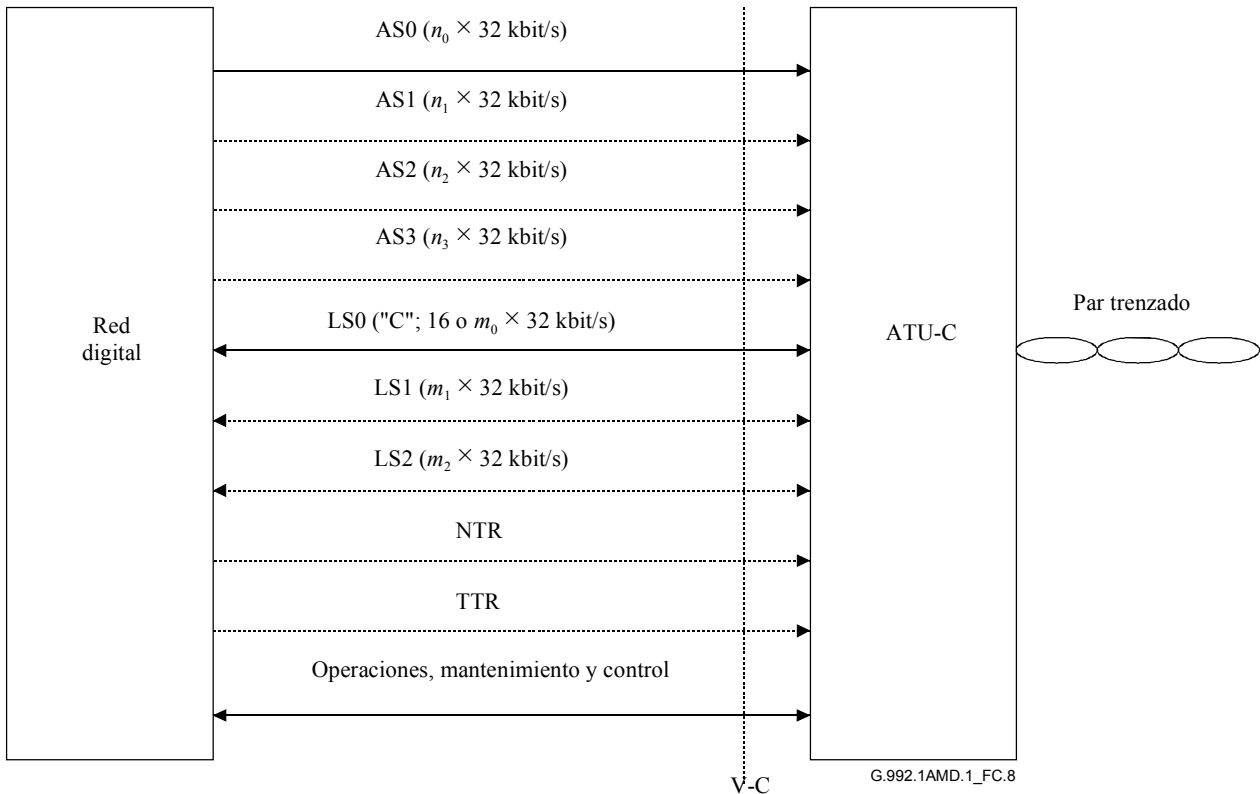 AS0 (n₀ × 32 kbit/s)
AS1 (n₁ × 32 kbit/s)
AS2 (n₂ × 32 kbit/s)
AS3 (n₃ × 32 kbit/s)
Red
digital
LS0 ("C"; 16 o m₀ × 32 kbit/s)
ATU-C
Par trenzado
LS1 (m₁ × 32 kbit/s)
LS2 (m₂ × 32 kbit/s)
NTR
TTR
Operaciones, mantenimiento y control
V-C
G.992.1AMD.1_FC.8